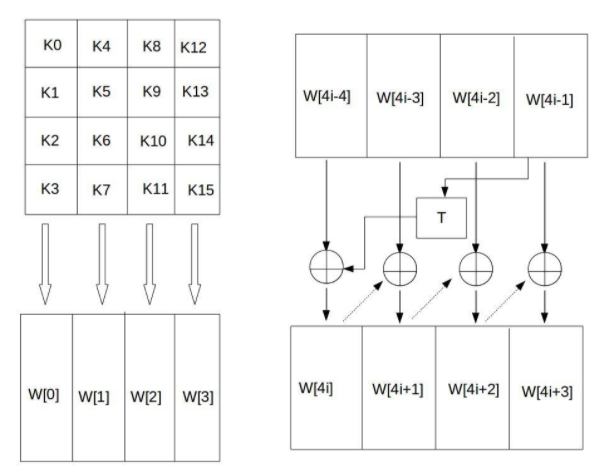 K0 K4 K8 K12
K1 K5 K9 K13
K2 K6 K10 K14
K3 K7 K11 K15
W[0] W[1] W[2] W[3]
W[4i-4] W[4i-3] W[4i-2] W[4i-1]
T
W[4i] W[4i+1] W[4i+2] W[4i+3]